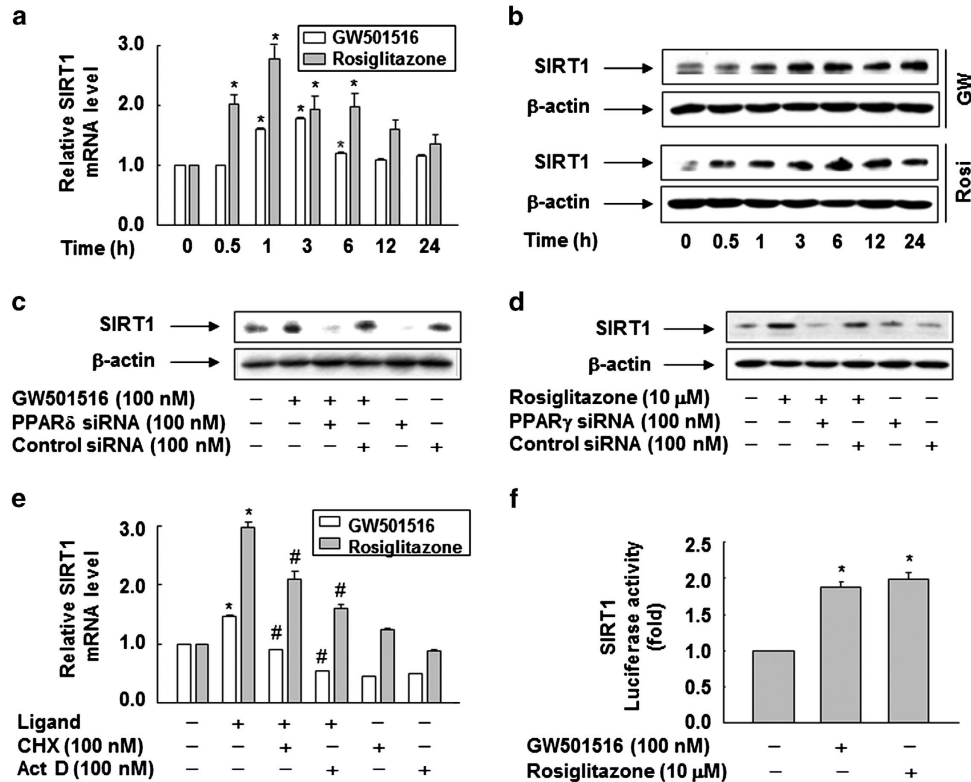 a
Relative SIRT1
mRNA level
3.0
2.0
1.0
0.0
GW501516
Rosiglitazone
* * * * * * *
Time (h) 0 0.5 1 3 6 12 24
b
SIRT1
β-actin
GW
SIRT1
β-actin
Rosi
Time (h) 0 0.5 1 3 6 12 24
c
SIRT1
β-actin
GW501516 (100 nM) − + + + − −
PPARδ siRNA (100 nM) − − + − + −
Control siRNA (100 nM) − − − + − +
d
SIRT1
β-actin
Rosiglitazone (10 μM) − + + + − −
PPARγ siRNA (100 nM) − − + − + −
Control siRNA (100 nM) − − − + − +
e
Relative SIRT1
mRNA level
3.0
2.0
1.0
0.0
GW501516
Rosiglitazone
* * # # # #
Ligand − + + + − −
CHX (100 nM) − − + − + −
Act D (100 nM) − − − + − +
f
SIRT1
Luciferase activity
(fold)
2.5
2.0
1.5
1.0
0.5
0.0
* *
GW501516 (100 nM) − + −
Rosiglitazone (10 μM) − − +